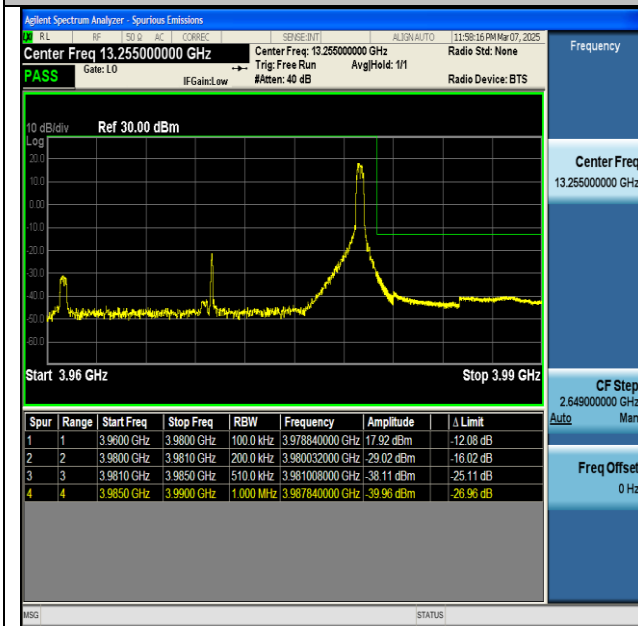 Agilent Spectrum Analyzer - Spurious Emissions
RL RF 50 Ω AC CORREC SENSE:INT ALIGN AUTO 11:58:16 PM Mar 07, 2025
Center Freq 13.255000000 GHz Center Freq: 13.255000000 GHz Radio Std: None
Gate: LO Trig: Free Run Avg|Hold: 1/1
PASS IFGain:Low #Atten: 40 dB Radio Device: BTS
10 dB/div Ref 30.00 dBm
Log
20.0
10.0
0.00
-10.0
-20.0
-30.0
-40.0
-50.0
-60.0
Start 3.96 GHz Stop 3.99 GHz
Spur Range Start Freq Stop Freq RBW Frequency Amplitude Δ Limit
1 1 3.9600 GHz 3.9800 GHz 100.0 kHz 3.978840000 GHz 17.92 dBm -12.08 dB
2 2 3.9800 GHz 3.9810 GHz 200.0 kHz 3.980032000 GHz -29.02 dBm -16.02 dB
3 3 3.9810 GHz 3.9850 GHz 510.0 kHz 3.981008000 GHz -38.11 dBm -25.11 dB
4 4 3.9850 GHz 3.9900 GHz 1.000 MHz 3.987840000 GHz -39.96 dBm -26.96 dB
MSG STATUS
Frequency
Center Freq
13.255000000 GHz
CF Step
2.649000000 GHz
Auto Man
Freq Offset
0 Hz